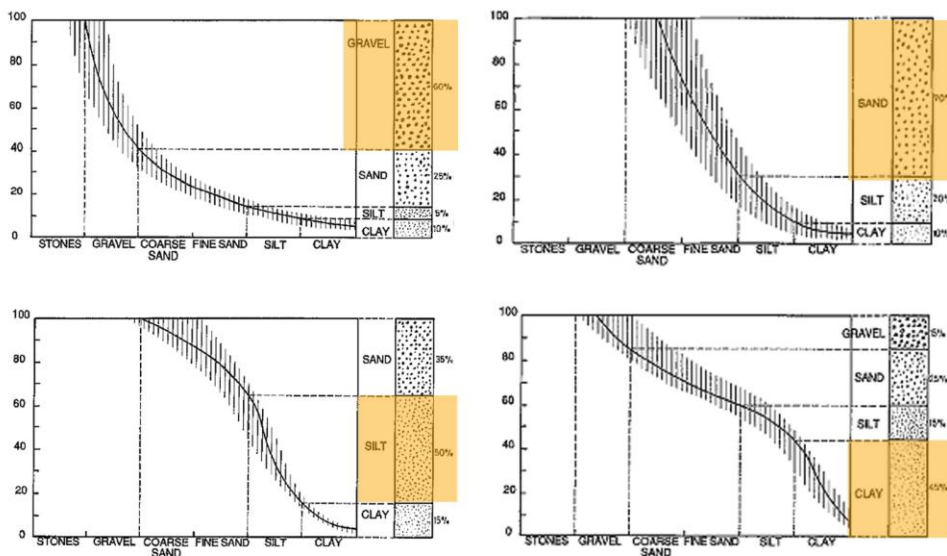 100
80
60
40
20
0
GRAVEL
60%
SAND
25%
SILT
5%
CLAY
10%
STONES GRAVEL COARSE SAND FINE SAND SILT CLAY
100
80
60
40
20
0
SAND
70%
SILT
20%
CLAY
10%
STONES GRAVEL COARSE SAND FINE SAND SILT CLAY
100
80
60
40
20
0
SAND
35%
SILT
50%
CLAY
15%
STONES GRAVEL COARSE SAND FINE SAND SILT CLAY
100
80
60
40
20
0
GRAVEL
15%
SAND
25%
SILT
15%
CLAY
45%
STONES GRAVEL COARSE SAND FINE SAND SILT CLAY